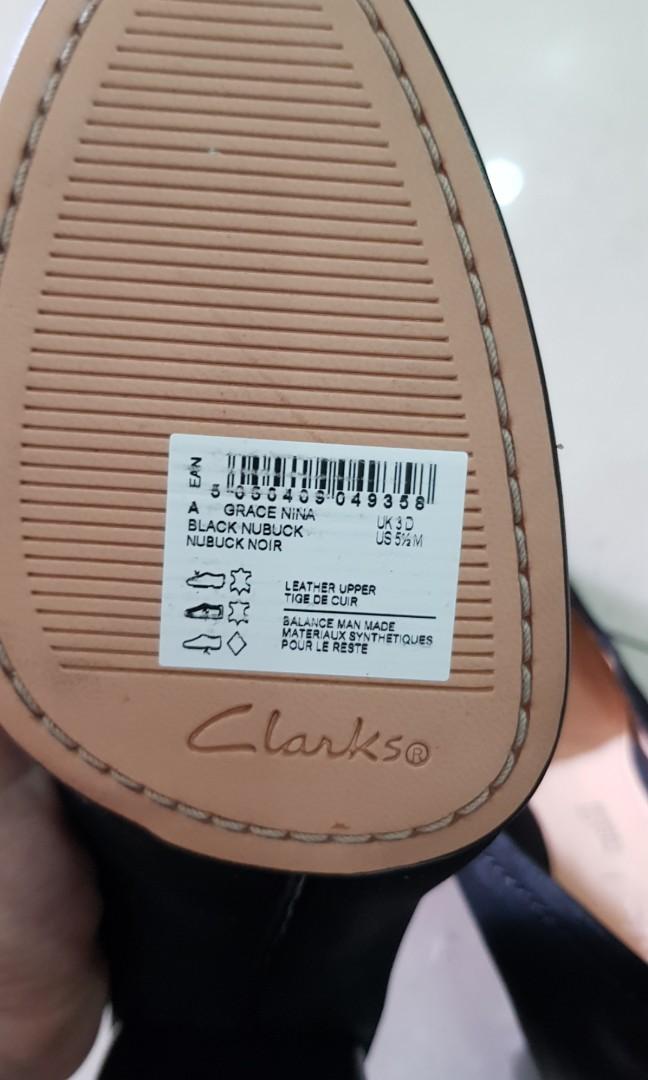 EAN
5 050409 049358
A GRACE NINA
BLACK NUBUCK
NUBUCK NOIR
UK 3 D
US 5½ M
LEATHER UPPER
TIGE DE CUIR
BALANCE MAN MADE
MATERIAUX SYNTHETIQUES
POUR LE RESTE
Clarks®